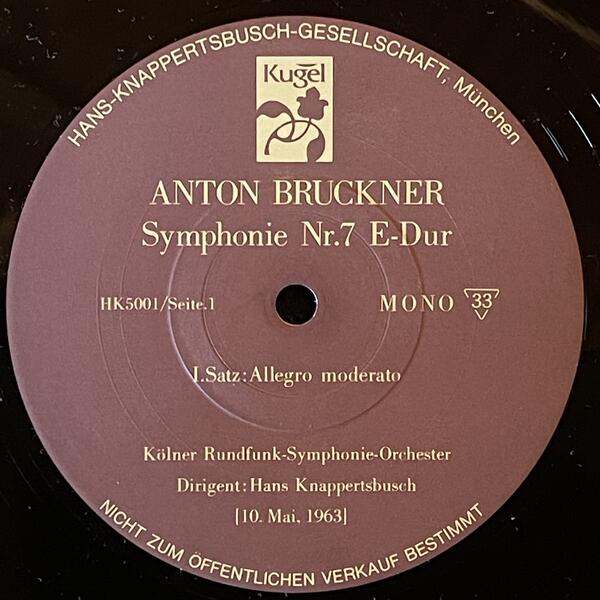 HANS-KNAPPERTSBUSCH-GESELLSCHAFT, München
Kugel
ANTON BRUCKNER
Symphonie Nr.7 E-Dur
HK5001/Seite.1 MONO 33
I.Satz:Allegro moderato
Kölner Rundfunk-Symphonie-Orchester
Dirigent:Hans Knappertsbusch
[10. Mai, 1963]
NICHT ZUM ÖFFENTLICHEN VERKAUF BESTIMMT